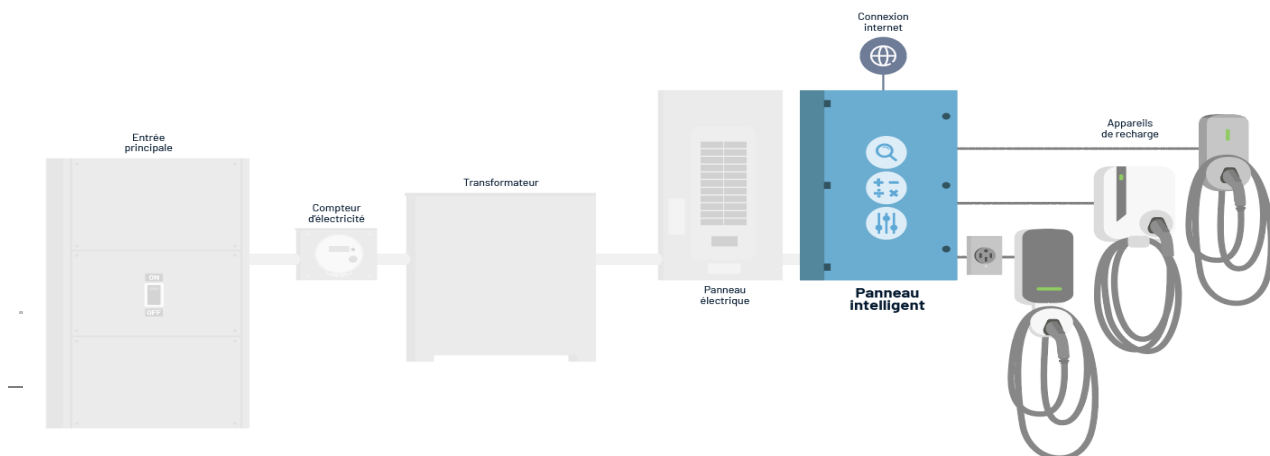 Connexion
internet
Entrée
principale
Compteur
d'électricité
Transformateur
Appareils
de recharge
ON
OFF
Panneau
électrique
Panneau
intelligent